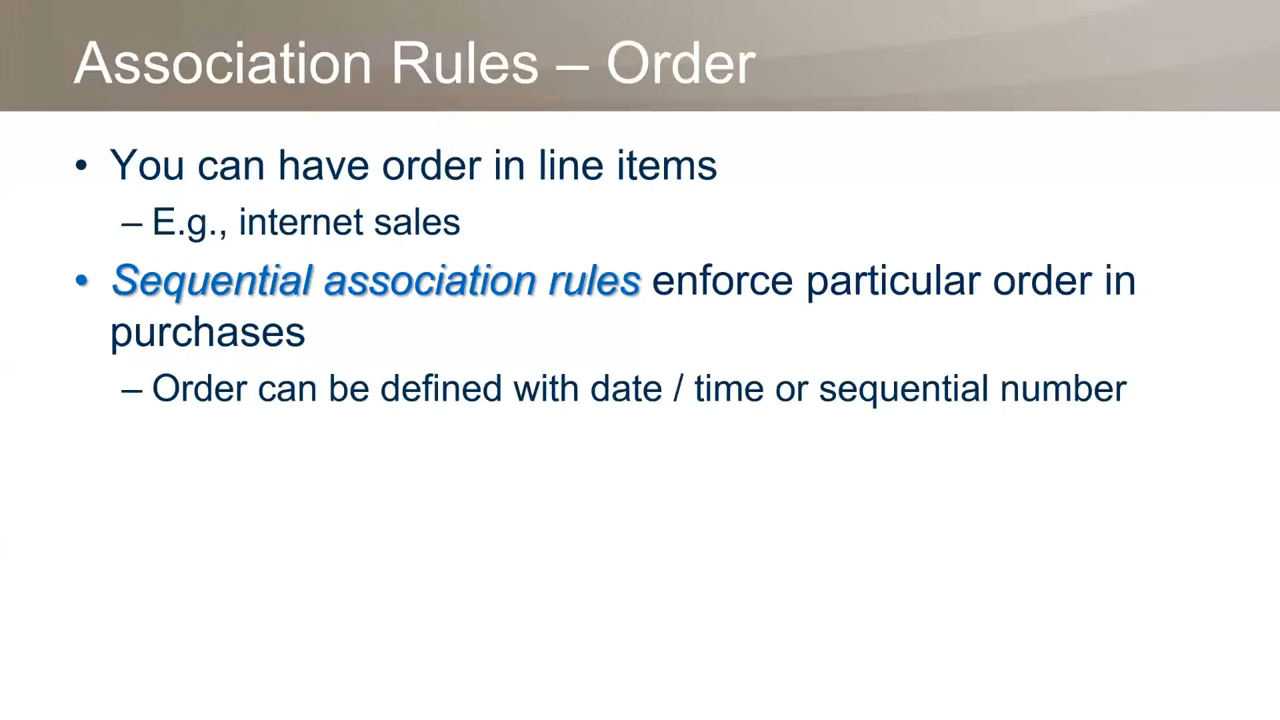 Association Rules – Order
• You can have order in line items
– E.g., internet sales
• Sequential association rules enforce particular order in
purchases
– Order can be defined with date / time or sequential number